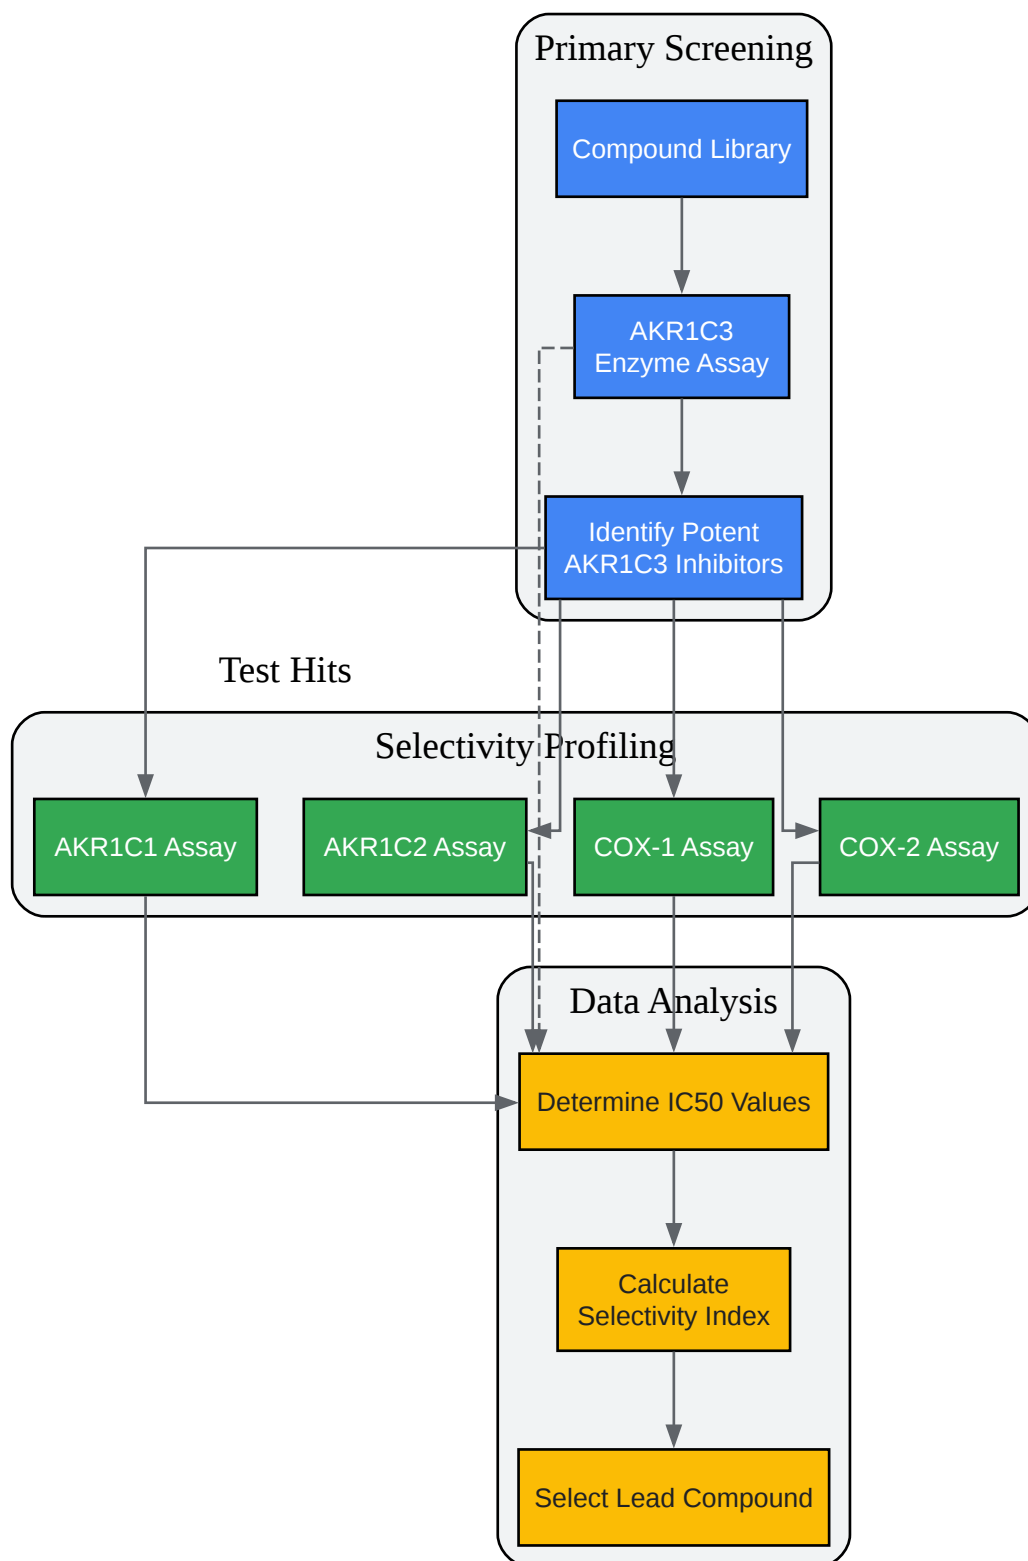 Primary Screening
Compound Library
AKR1C3
Enzyme Assay
Identify Potent
AKR1C3 Inhibitors
Test Hits
Selectivity Profiling
AKR1C1 Assay
AKR1C2 Assay
COX-1 Assay
COX-2 Assay
Data Analysis
Determine IC50 Values
Calculate
Selectivity Index
Select Lead Compound